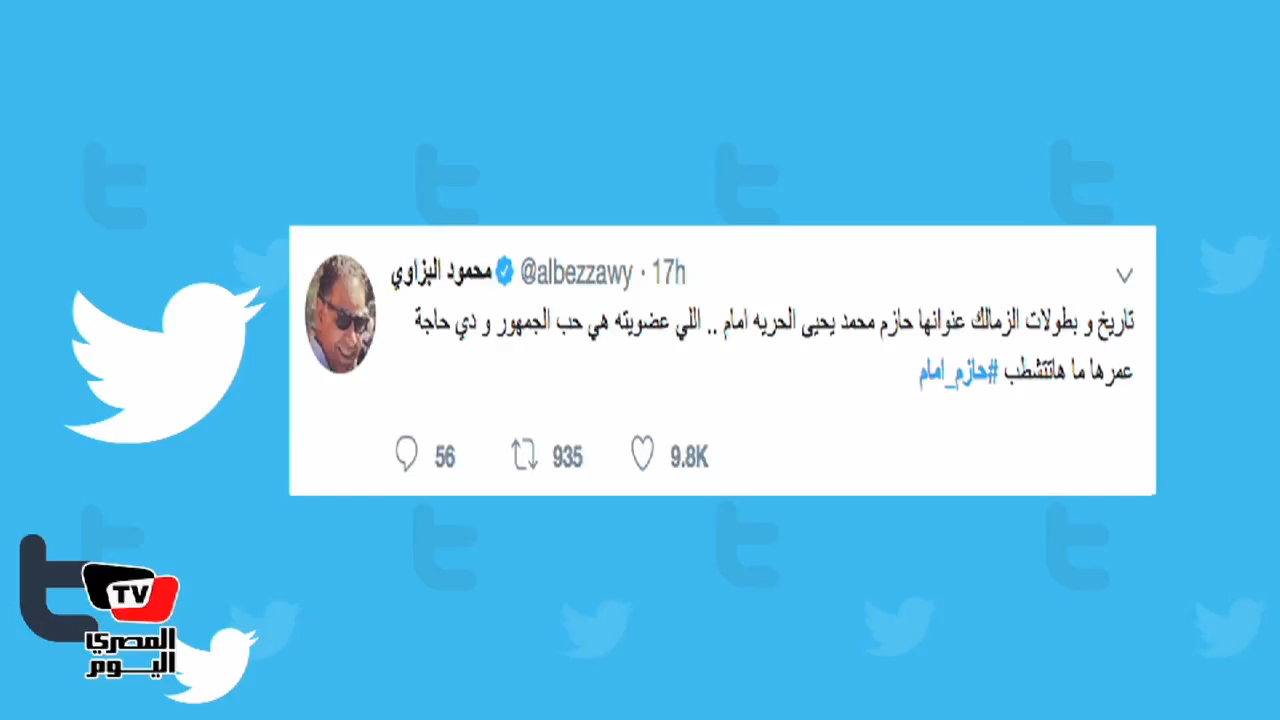 محمود البزاوي @albezzawy · 17h
تاريخ و بطولات الزمالك عنوانها حازم محمد يحيى الحريه امام .. اللي عضويته هي حب الجمهور و دي حاجة
عمرها ما هاتتشطب #حازم_امام
56 935 9.8K
TV
المصري
اليوم